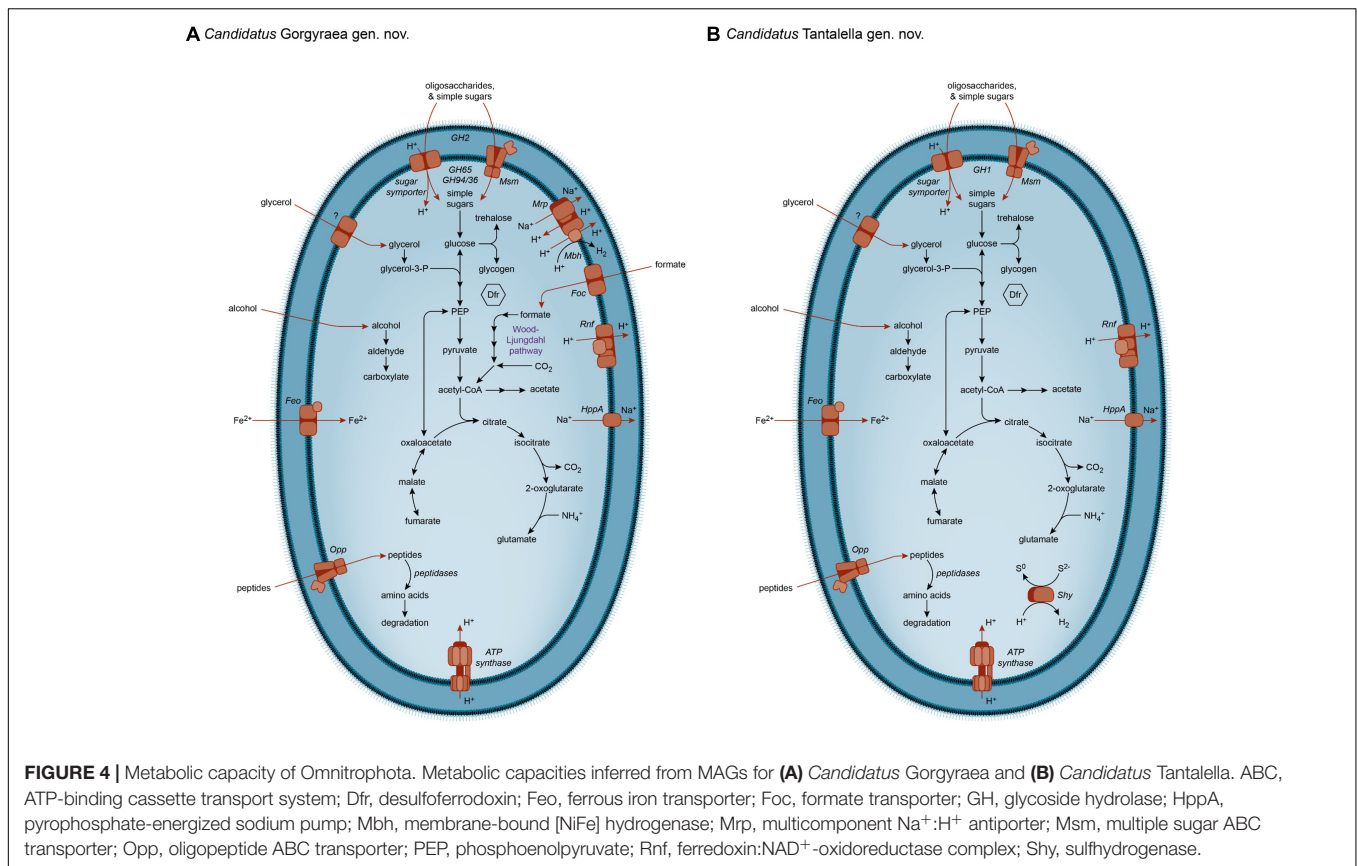 A Candidatus Gorgyraea gen. nov.
oligosaccharides,
& simple sugars
GH2
H⁺
GH65
GH94/36
sugar
symporter
Msm
simple
sugars
H⁺
Mrp
Na⁺
Na⁺
H⁺
H⁺
H⁺
H⁺
H₂
Mbh
glycerol
?
glycerol
glycerol-3-P
trehalose
glucose
glycogen
Dfr
Foc
formate
PEP
formate
Wood-
Ljungdahl
pathway
Rnf
H⁺
H⁺
alcohol
alcohol
aldehyde
carboxylate
pyruvate
CO₂
acetyl-CoA
acetate
Feo
Fe²⁺
Fe²⁺
HppA
Na⁺
Na⁺
citrate
oxaloacetate
isocitrate
CO₂
malate
2-oxoglutarate
fumarate
NH₄⁺
glutamate
Opp
peptides
peptides
peptidases
amino acids
degradation
H⁺
ATP
synthase
H⁺
B Candidatus Tantalella gen. nov.
oligosaccharides,
& simple sugars
H⁺
GH1
sugar
symporter
Msm
simple
sugars
H⁺
glycerol
?
glycerol
glycerol-3-P
trehalose
glucose
glycogen
Dfr
PEP
Rnf
H⁺
H⁺
alcohol
alcohol
aldehyde
carboxylate
pyruvate
acetyl-CoA
acetate
Feo
Fe²⁺
Fe²⁺
HppA
Na⁺
Na⁺
citrate
oxaloacetate
isocitrate
CO₂
malate
2-oxoglutarate
fumarate
NH₄⁺
glutamate
Opp
peptides
peptides
peptidases
amino acids
degradation
S⁰
S²⁻
Shy
H⁺
H₂
H⁺
ATP
synthase
H⁺
FIGURE 4 | Metabolic capacity of Omnitrophota. Metabolic capacities inferred from MAGs for (A) Candidatus Gorgyraea and (B) Candidatus Tantalella. ABC,
ATP-binding cassette transport system; Dfr, desulfoferrodoxin; Feo, ferrous iron transporter; Foc, formate transporter; GH, glycoside hydrolase; HppA,
pyrophosphate-energized sodium pump; Mbh, membrane-bound [NiFe] hydrogenase; Mrp, multicomponent Na⁺:H⁺ antiporter; Msm, multiple sugar ABC
transporter; Opp, oligopeptide ABC transporter; PEP, phosphoenolpyruvate; Rnf, ferredoxin:NAD⁺-oxidoreductase complex; Shy, sulfhydrogenase.